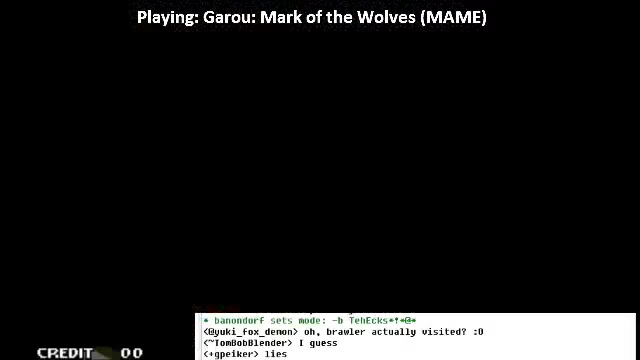 Playing: Garou: Mark of the Wolves (MAME)
* banondorf sets mode: -b TehEcks*!*@*
<@yuki_fox_demon> oh, brawler actually visited? :O
<~TomBobBlender> I guess
<+gpeiker> lies
CREDIT 00